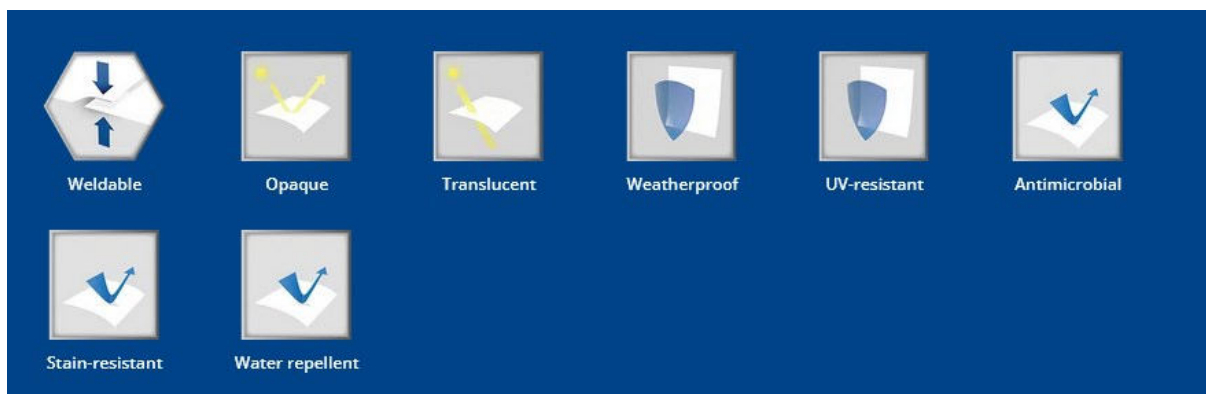 Weldable
Opaque
Translucent
Weatherproof
UV-resistant
Antimicrobial
Stain-resistant
Water repellent